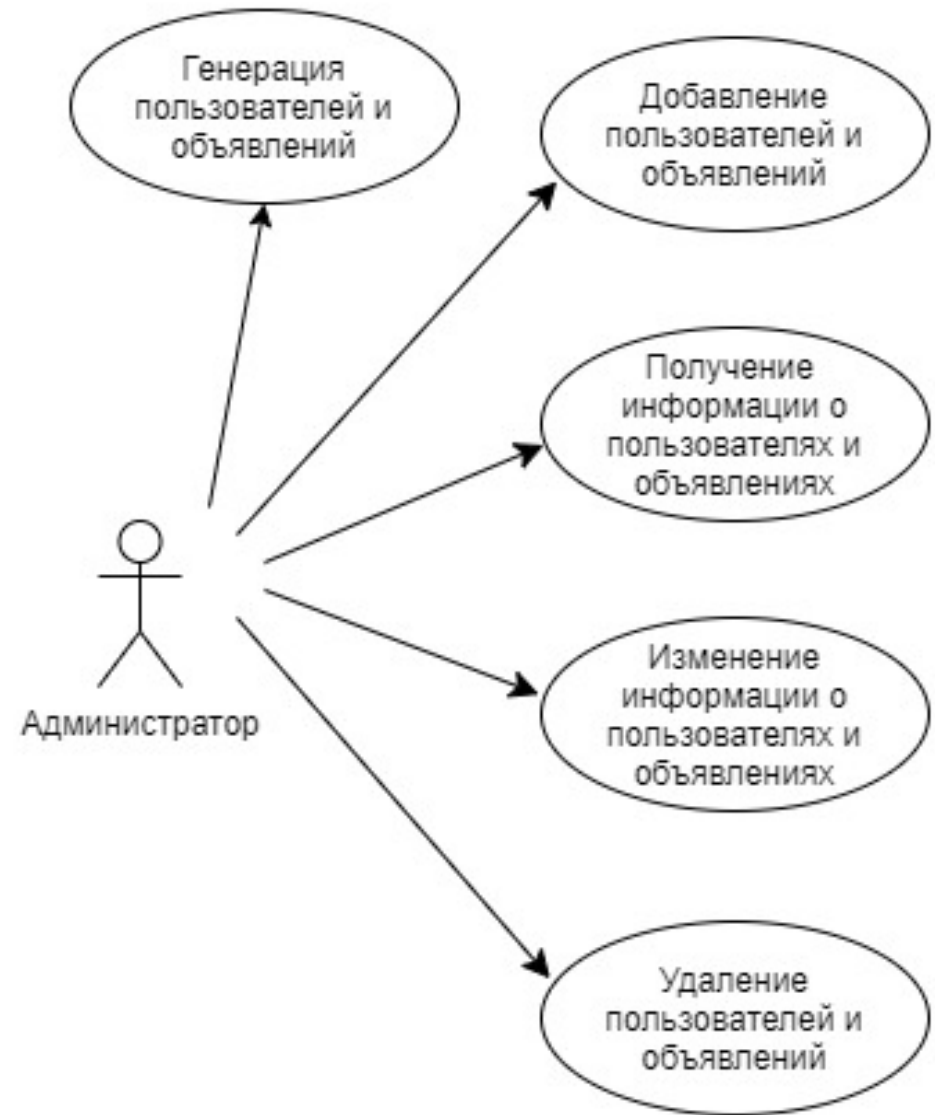 Генерация
пользователей и
объявлений
Добавление
пользователей и
объявлений
Получение
информации о
пользователях и
объявлениях
Администратор
Изменение
информации о
пользователях и
объявлениях
Удаление
пользователей и
объявлений